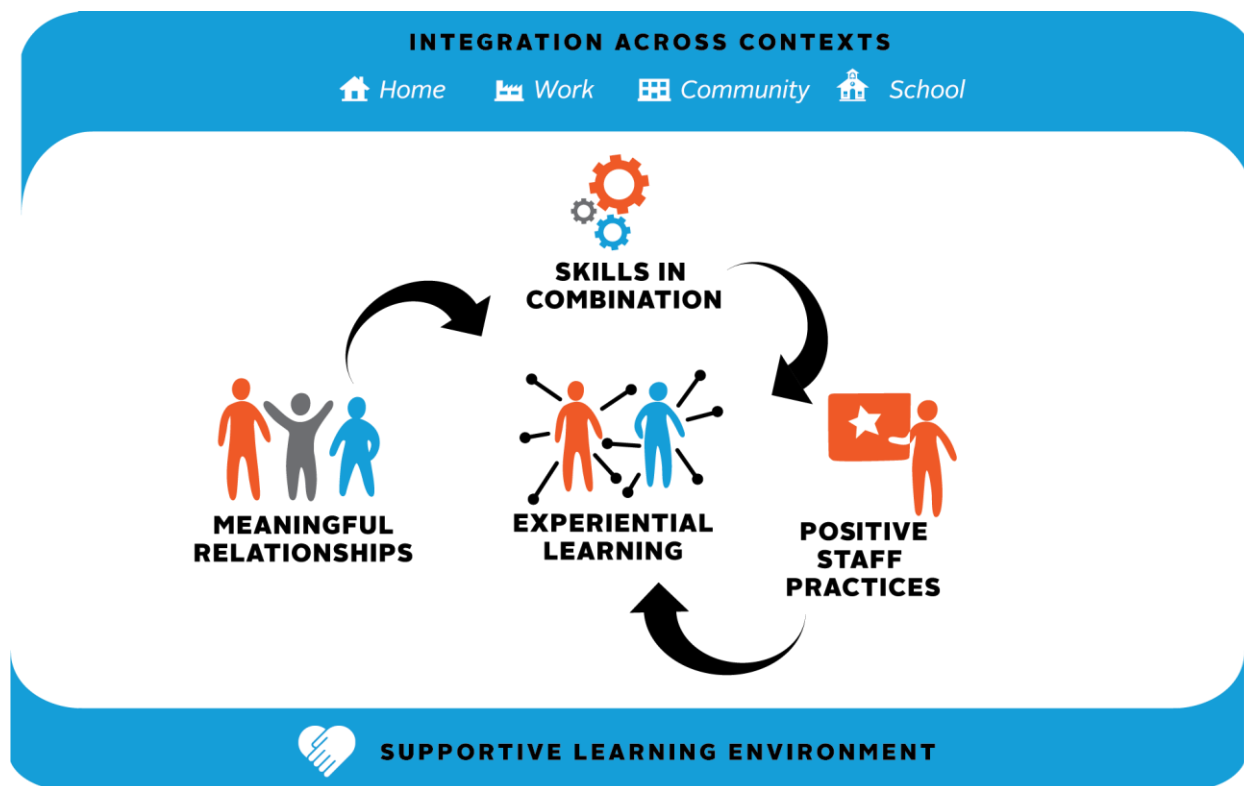 INTEGRATION ACROSS CONTEXTS
Home Work Community School
SKILLS IN
COMBINATION
MEANINGFUL
RELATIONSHIPS
EXPERIENTIAL
LEARNING
POSITIVE
STAFF
PRACTICES
SUPPORTIVE LEARNING ENVIRONMENT